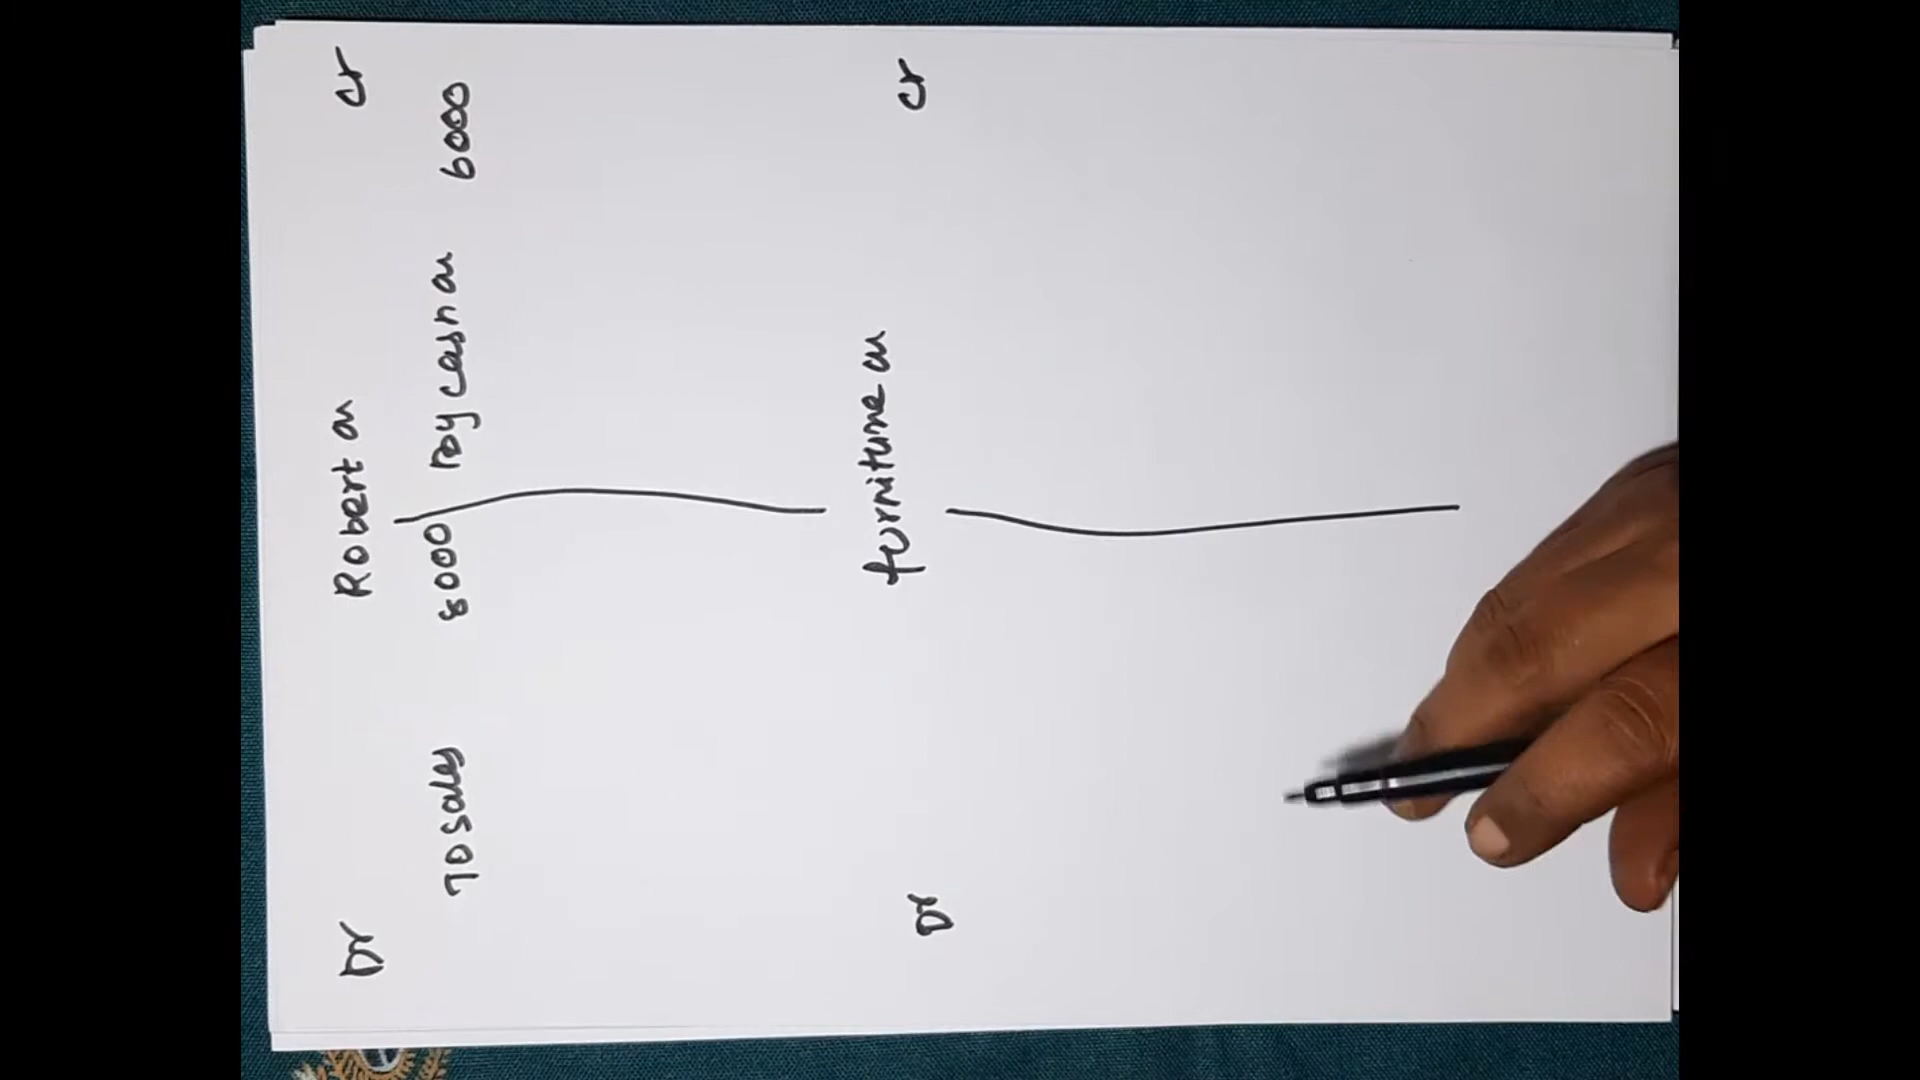 Dr Robert a/c Cr
To Sales 8000 By cash a/c 6000
furniture a/c
Dr Cr